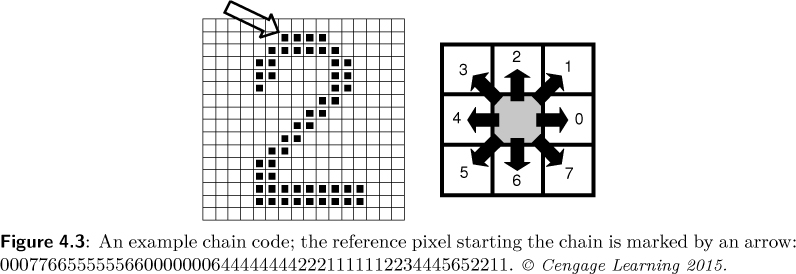 3 2 1
4 0
5 6 7
Figure 4.3: An example chain code; the reference pixel starting the chain is marked by an arrow:
00077665555556600000006444444442221111112234445652211. © Cengage Learning 2015.